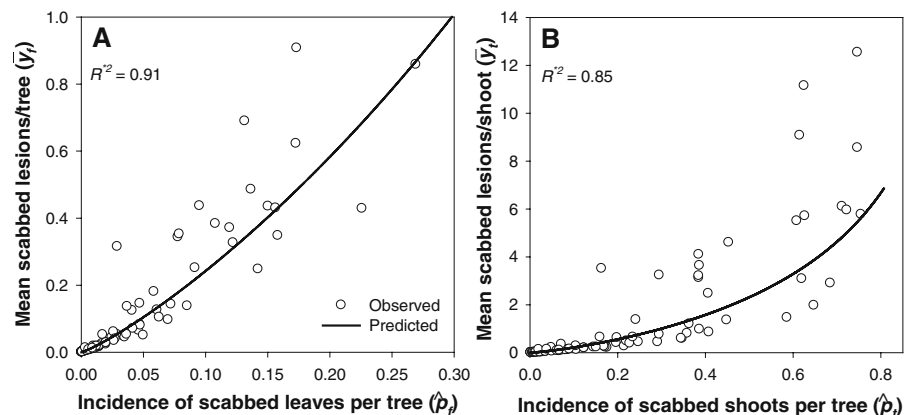 A
R*2 = 0.91
Mean scabbed lesions/tree (y̅f)
1.0
0.8
0.6
0.4
0.2
0.0
0.00 0.05 0.10 0.15 0.20 0.25 0.30
Incidence of scabbed leaves per tree (p̂f)
Observed
Predicted
B
R*2 = 0.85
Mean scabbed lesions/shoot (y̅t)
14
12
10
8
6
4
2
0
0.0 0.2 0.4 0.6 0.8
Incidence of scabbed shoots per tree (p̂t)